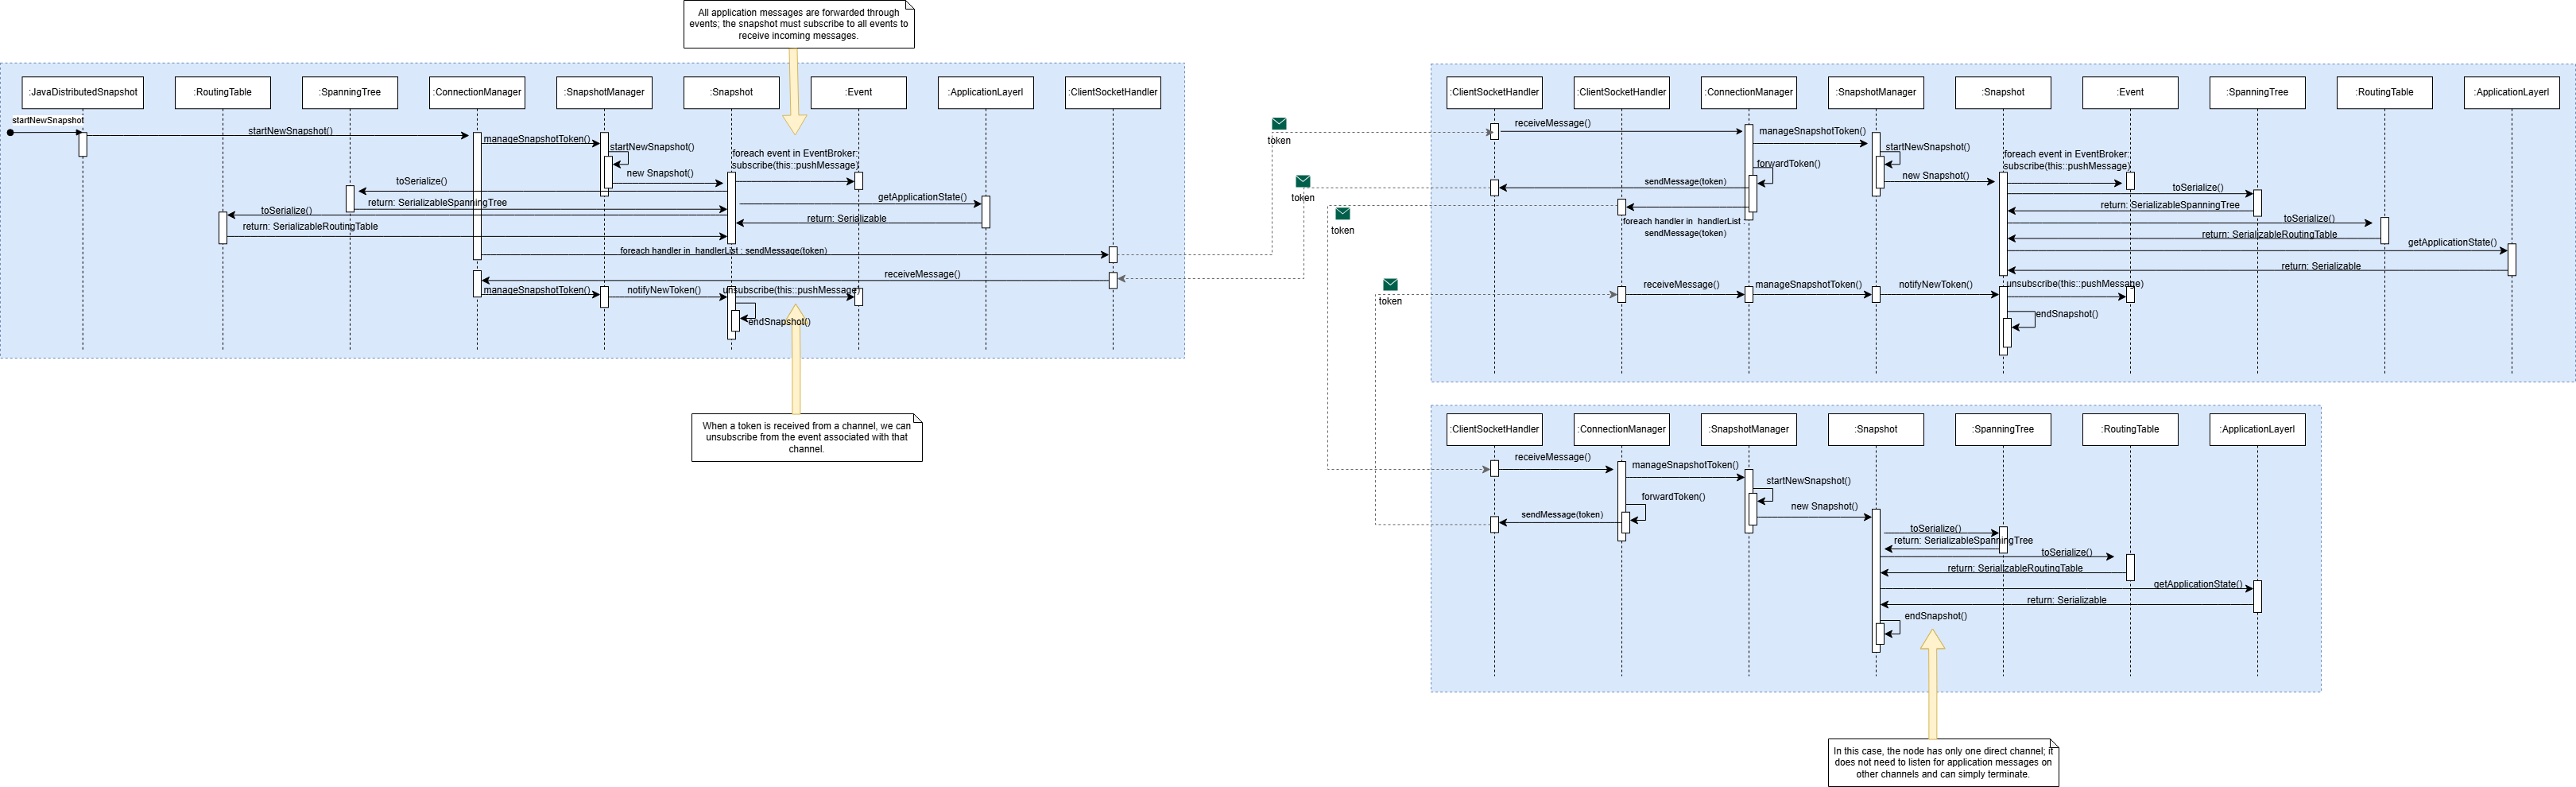 All application messages are forwarded through
events; the snapshot must subscribe to all events to
receive incoming messages.
:JavaDistributedSnapshot
:RoutingTable
:SpanningTree
:ConnectionManager
:SnapshotManager
:Snapshot
:Event
:ApplicationLayerI
:ClientSocketHandler
startNewSnapshot
startNewSnapshot()
manageSnapshotToken()
startNewSnapshot()
new Snapshot()
foreach event in EventBroker:
subscribe(this::pushMessage)
toSerialize()
return: SerializableSpanningTree
getApplicationState()
toSerialize()
return: Serializable
return: SerializableRoutingTable
foreach handler in handlerList : sendMessage(token)
receiveMessage()
manageSnapshotToken()
notifyNewToken()
unsubscribe(this::pushMessage)
endSnapshot()
When a token is received from a channel, we can
unsubscribe from the event associated with that
channel.
token
token
token
token
:ClientSocketHandler
:ClientSocketHandler
:ConnectionManager
:SnapshotManager
:Snapshot
:Event
:SpanningTree
:RoutingTable
:ApplicationLayerI
receiveMessage()
manageSnapshotToken()
startNewSnapshot()
forwardToken()
new Snapshot()
foreach event in EventBroker:
subscribe(this::pushMessage)
sendMessage(token)
toSerialize()
return: SerializableSpanningTree
foreach handler in handlerList :
sendMessage(token)
toSerialize()
return: SerializableRoutingTable
getApplicationState()
return: Serializable
receiveMessage()
manageSnapshotToken()
notifyNewToken()
unsubscribe(this::pushMessage)
endSnapshot()
:ClientSocketHandler
:ConnectionManager
:SnapshotManager
:Snapshot
:SpanningTree
:RoutingTable
:ApplicationLayerI
receiveMessage()
manageSnapshotToken()
startNewSnapshot()
forwardToken()
new Snapshot()
sendMessage(token)
toSerialize()
return: SerializableSpanningTree
toSerialize()
return: SerializableRoutingTable
getApplicationState()
return: Serializable
endSnapshot()
In this case, the node has only one direct channel; it
does not need to listen for application messages on
other channels and can simply terminate.